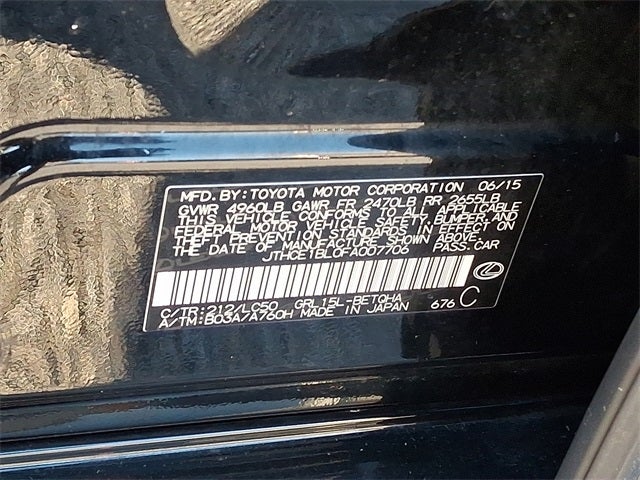 MFD. BY: TOYOTA MOTOR CORPORATION 06/15
GVWR 4960LB GAWR FR 2470LB RR 2655LB
THIS VEHICLE CONFORMS TO ALL APPLICABLE
FEDERAL MOTOR VEHICLE SAFETY, BUMPER, AND
THEFT PREVENTION STANDARDS IN EFFECT ON
THE DATE OF MANUFACTURE SHOWN ABOVE.
JTHCE1BL0FA007706 PASS.CAR
C/TR:212/LC50 GRL15L-BETQHA
A/TM:B03A/A760H MADE IN JAPAN 676 C